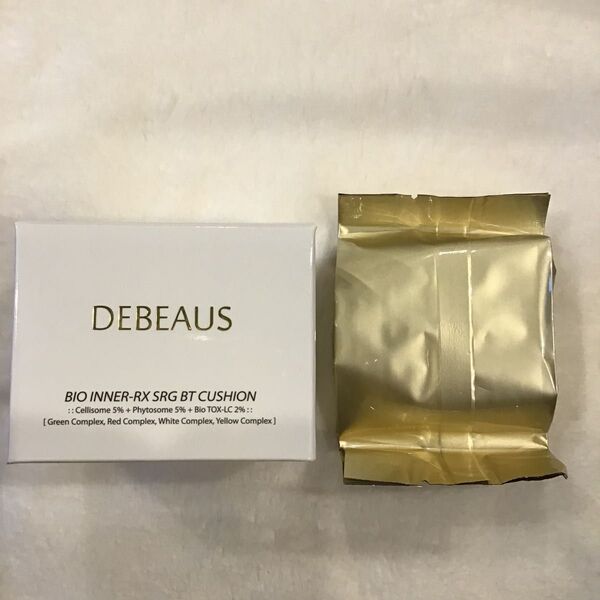 DEBEAUS
BIO INNER-RX SRG BT CUSHION
:: Cellisome 5% + Phytosome 5% + Bio TOX-LC 2% ::
[ Green Complex, Red Complex, White Complex, Yellow Complex ]